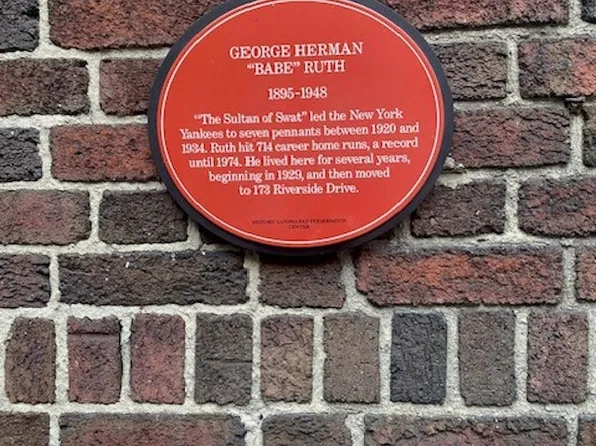 GEORGE HERMAN
"BABE" RUTH
1895-1948
"The Sultan of Swat" led the New York
Yankees to seven pennants between 1920 and
1934. Ruth hit 714 career home runs, a record
until 1974. He lived here for several years,
beginning in 1929, and then moved
to 173 Riverside Drive.
HISTORIC LANDMARKS PRESERVATION
CENTER